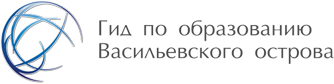 Гид по образованию
Васильевского острова